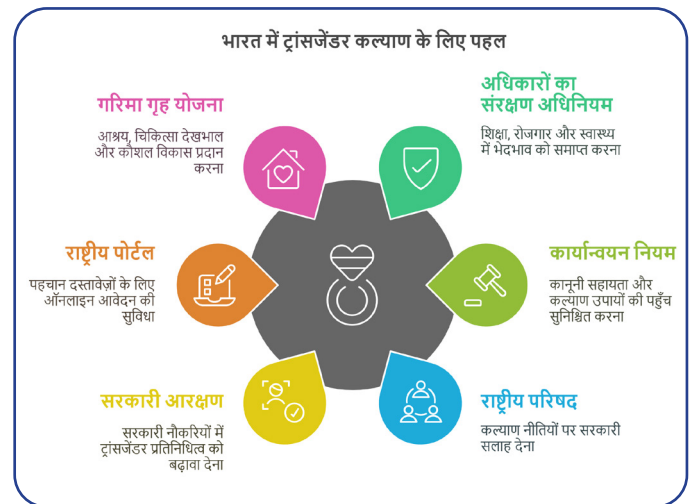 भारत में ट्रांसजेंडर कल्याण के लिए पहल
गरिमा गृह योजना
आश्रय, चिकित्सा देखभाल
और कौशल विकास प्रदान
करना
अधिकारों का
संरक्षण अधिनियम
शिक्षा, रोजगार और स्वास्थ्य
में भेदभाव को समाप्त करना
राष्ट्रीय पोर्टल
पहचान दस्तावेज़ों के लिए
ऑनलाइन आवेदन की
सुविधा
कार्यान्वयन नियम
कानूनी सहायता और
कल्याण उपायों की पहुँच
सुनिश्चित करना
सरकारी आरक्षण
सरकारी नौकरियों में
ट्रांसजेंडर प्रतिनिधित्व को
बढ़ावा देना
राष्ट्रीय परिषद
कल्याण नीतियों पर सरकारी
सलाह देना